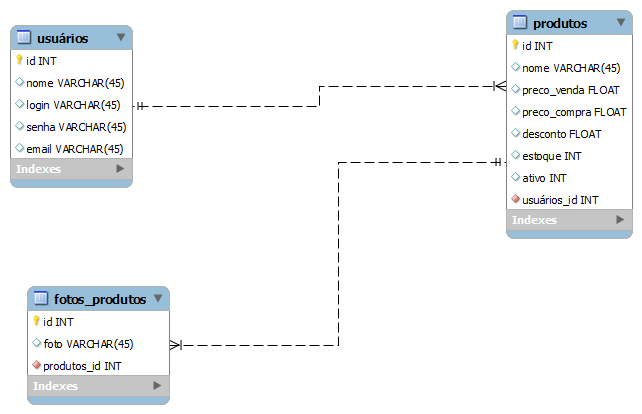 usuários
id INT
nome VARCHAR(45)
login VARCHAR(45)
senha VARCHAR(45)
email VARCHAR(45)
Indexes
produtos
id INT
nome VARCHAR(45)
preco_venda FLOAT
preco_compra FLOAT
desconto FLOAT
estoque INT
ativo INT
usuários_id INT
Indexes
fotos_produtos
id INT
foto VARCHAR(45)
produtos_id INT
Indexes